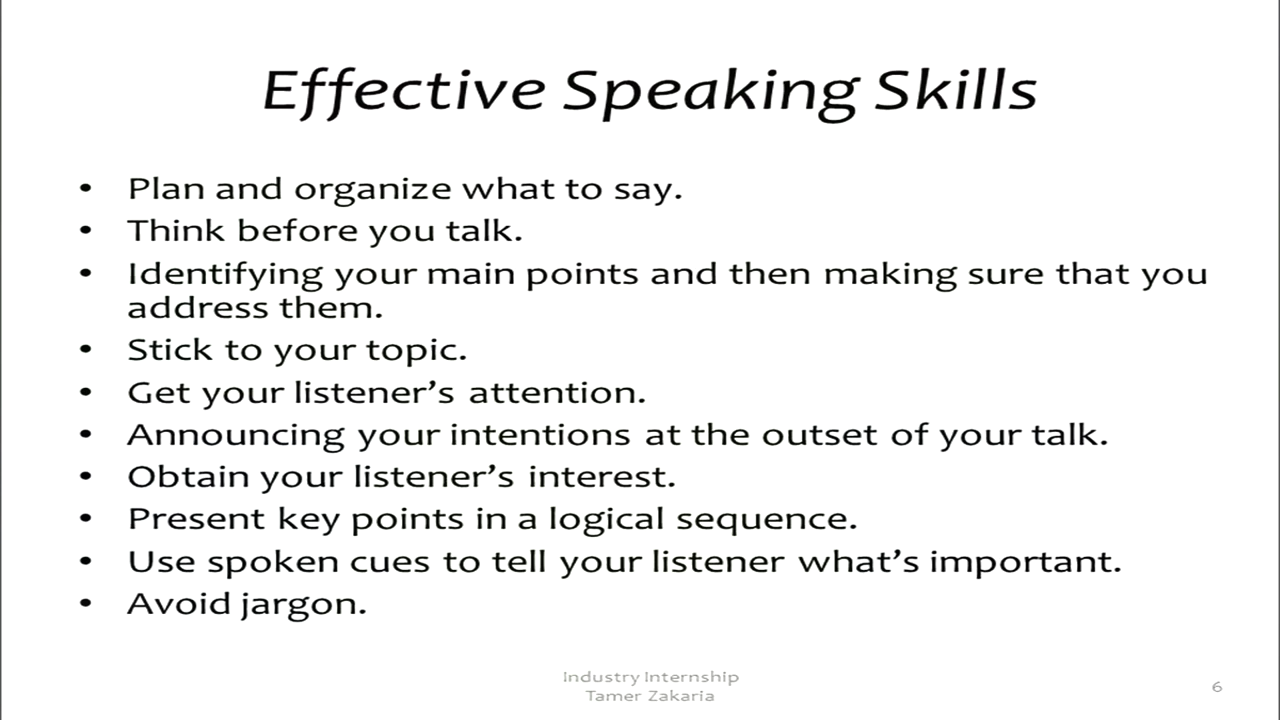 Effective Speaking Skills
• Plan and organize what to say.
• Think before you talk.
• Identifying your main points and then making sure that you
address them.
• Stick to your topic.
• Get your listener’s attention.
• Announcing your intentions at the outset of your talk.
• Obtain your listener’s interest.
• Present key points in a logical sequence.
• Use spoken cues to tell your listener what’s important.
• Avoid jargon.
Industry Internship
Tamer Zakaria
6